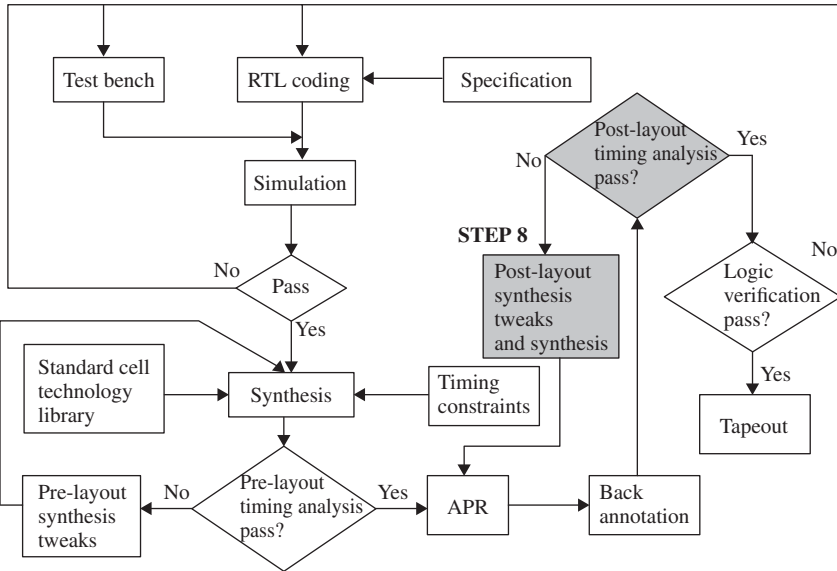 Test bench
RTL coding
Specification
Simulation
Post-layout
timing analysis
pass?
Yes
No
STEP 8
Post-layout
synthesis
tweaks
and synthesis
No
Logic
verification
pass?
Yes
Tapeout
No
Pass
Yes
Standard cell
technology
library
Synthesis
Timing
constraints
Pre-layout
synthesis
tweaks
No
Pre-layout
timing analysis
pass?
Yes
APR
Back
annotation